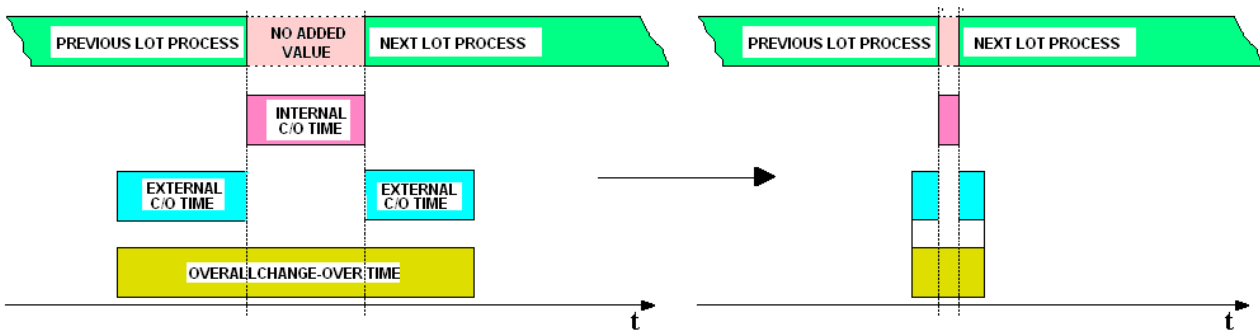 PREVIOUS LOT PROCESS
NO ADDED
VALUE
NEXT LOT PROCESS
INTERNAL
C/O TIME
EXTERNAL
C/O TIME
EXTERNAL
C/O TIME
OVERALLCHANGE-OVER TIME
t
PREVIOUS LOT PROCESS
NEXT LOT PROCESS
t